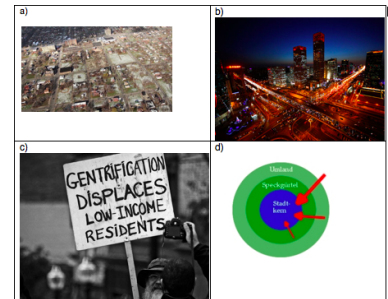 a)
b)
c)
GENTRIFICATION
DISPLACES
LOW-INCOME
RESIDENTS
d)
Umland
Speckgürtel
Stadt-
kern